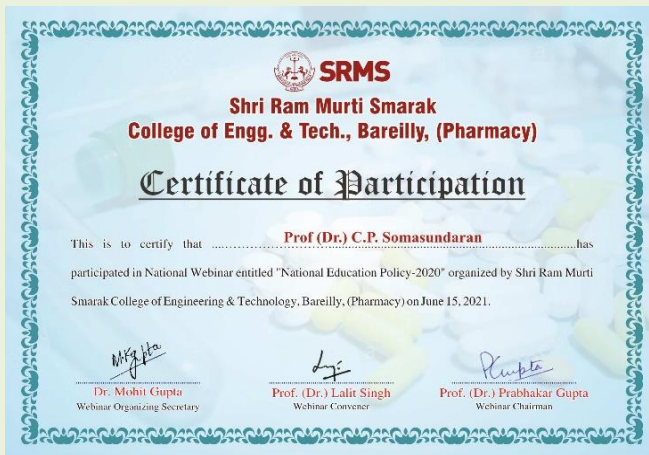 SRMS
Shri Ram Murti Smarak
College of Engg. & Tech., Bareilly, (Pharmacy)
Certificate of Participation
This is to certify that ........ Prof (Dr.) C.P. Somasundaran ........has
participated in National Webinar entitled "National Education Policy-2020" organized by Shri Ram Murti
Smarak College of Engineering & Technology, Bareilly, (Pharmacy) on June 15, 2021.
MKGupta
PGupta
Dr. Mohit Gupta
Prof. (Dr.) Lalit Singh
Prof. (Dr.) Prabhakar Gupta
Webinar Organizing Secretary
Webinar Convener
Webinar Chairman